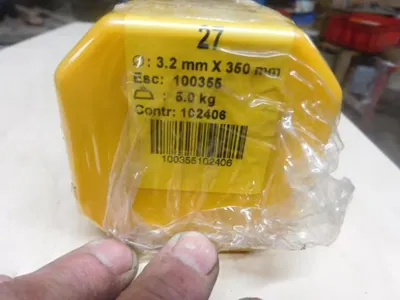 27
Ø: 3.2 mm X 350 mm
Esc: 100355
: 5.0 kg
Contr: 102406
100355102406